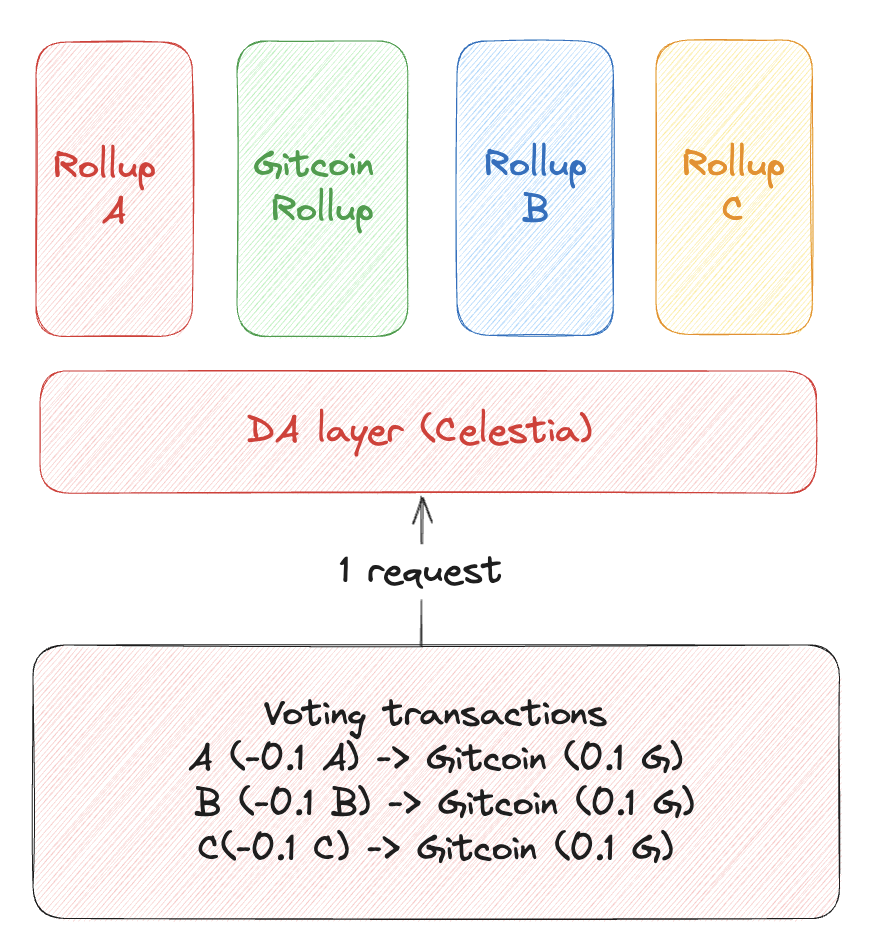 Rollup
A
Gitcoin
Rollup
Rollup
B
Rollup
C
DA layer (Celestia)
1 request
Voting transactions
A (-0.1 A) -> Gitcoin (0.1 G)
B (-0.1 B) -> Gitcoin (0.1 G)
C(-0.1 C) -> Gitcoin (0.1 G)